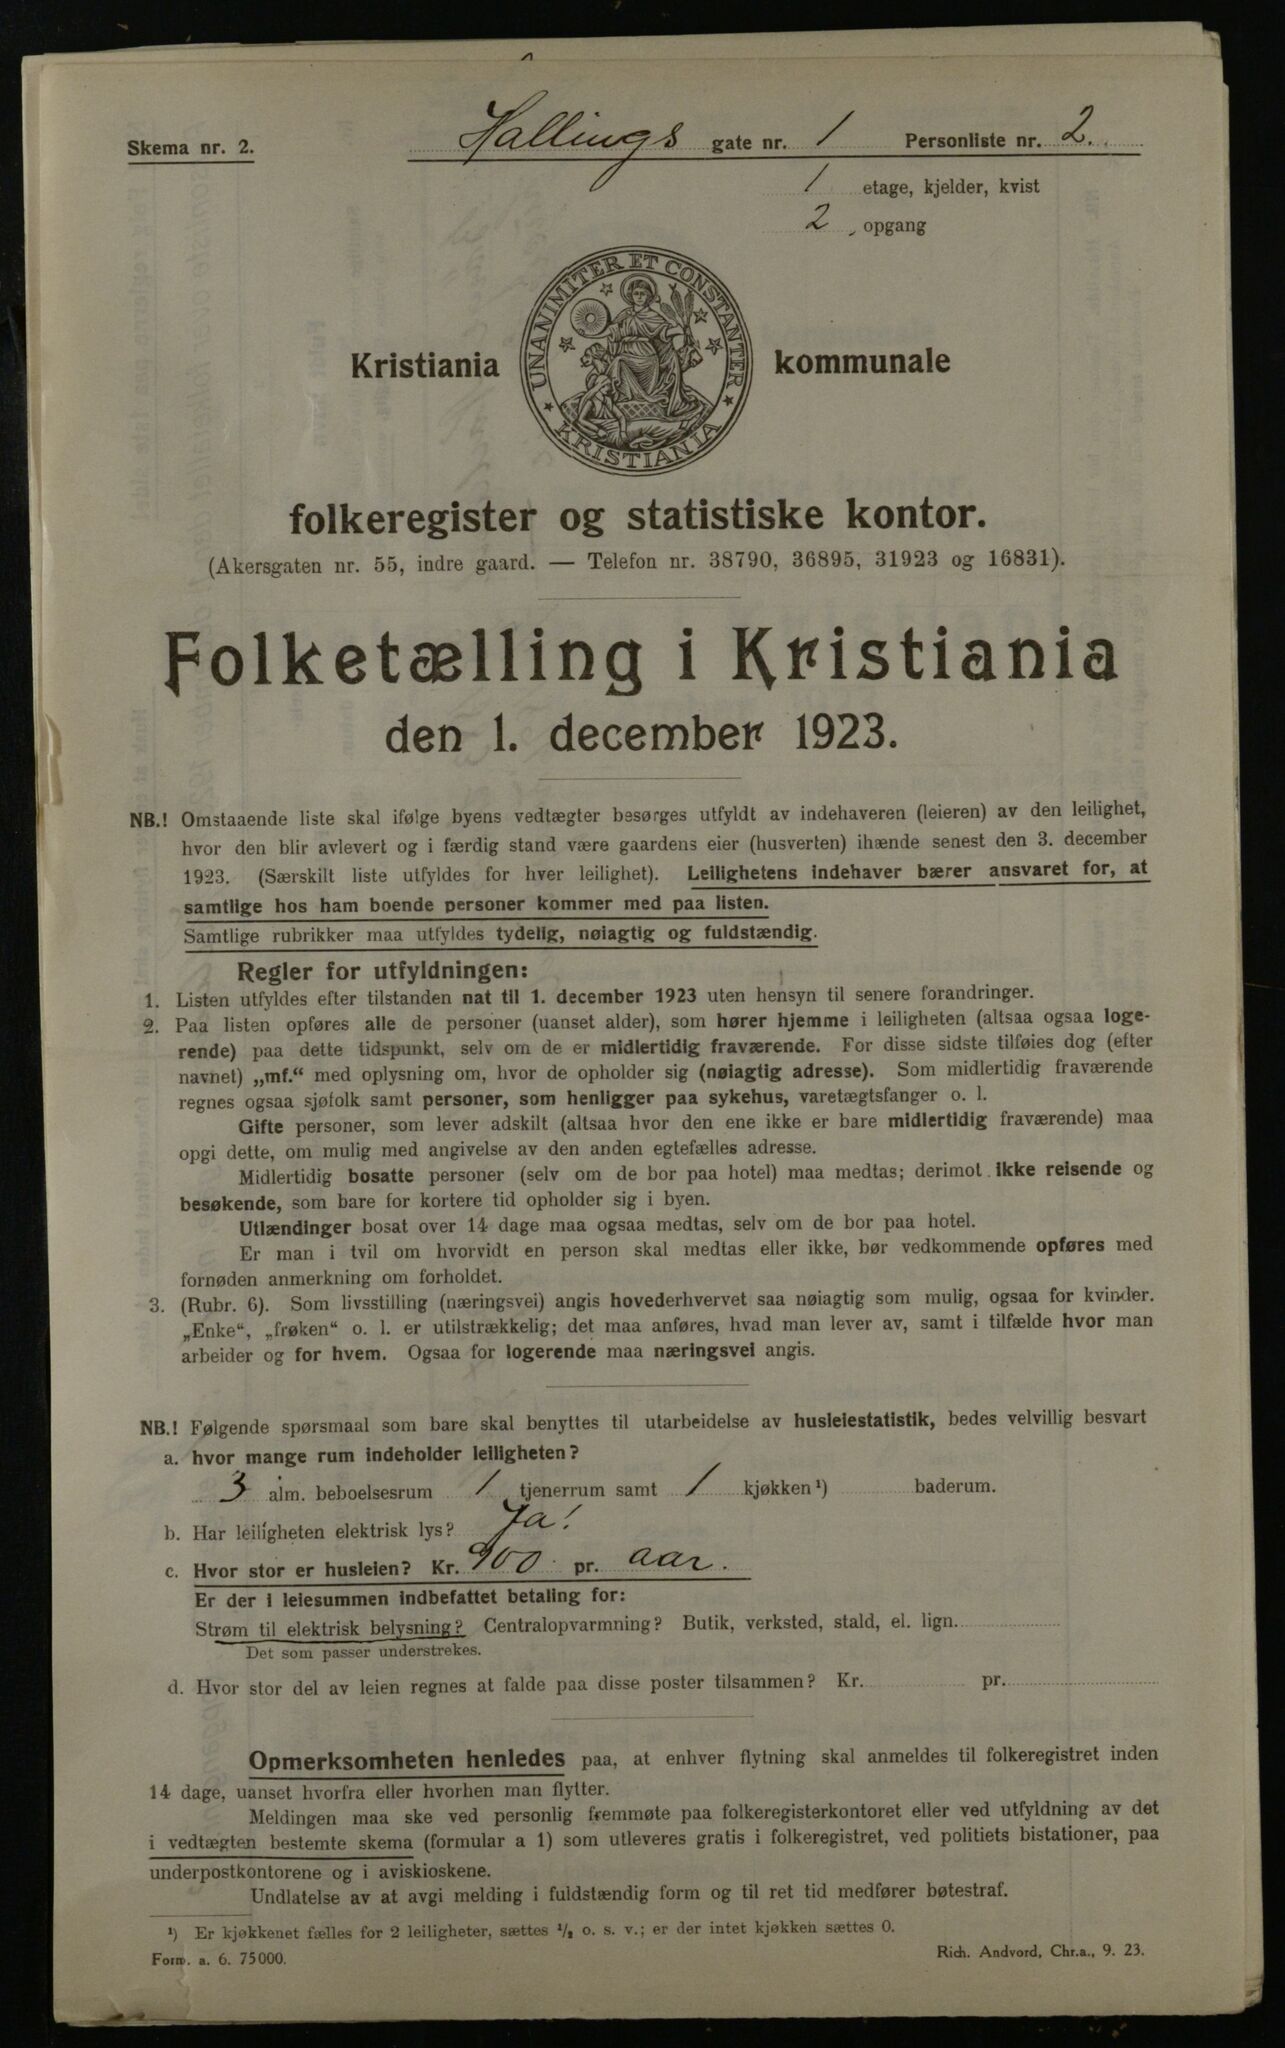 Skema nr. 2.
Hallings gate nr. 1 Personliste nr. 2.
1 etage, kjelder, kvist
2, opgang
UNANIMITER ET CONSTANTER
KRISTIANIA
Kristiania kommunale
folkeregister og statistiske kontor.
(Akersgaten nr. 55, indre gaard. — Telefon nr. 38790, 36895, 31923 og 16831).
Folketælling i Kristiania
den 1. december 1923.
NB.! Omstaaende liste skal ifølge byens vedtægter besørges utfyldt av indehaveren (leieren) av den leilighet,
hvor den blir avlevert og i færdig stand være gaardens eier (husverten) ihænde senest den 3. december
1923. (Særskilt liste utfyldes for hver leilighet). Leilighetens indehaver bærer ansvaret for, at
samtlige hos ham boende personer kommer med paa listen.
Samtlige rubrikker maa utfyldes tydelig, nøiagtig og fuldstændig.
Regler for utfyldningen:
1. Listen utfyldes efter tilstanden nat til 1. december 1923 uten hensyn til senere forandringer.
2. Paa listen opføres alle de personer (uanset alder), som hører hjemme i leiligheten (altsaa ogsaa loge-
rende) paa dette tidspunkt, selv om de er midlertidig fraværende. For disse sidste tilføies dog (efter
navnet) „mf.“ med oplysning om, hvor de opholder sig (nøiagtig adresse). Som midlertidig fraværende
regnes ogsaa sjøfolk samt personer, som henligger paa sykehus, varetægtsfanger o. l.
Gifte personer, som lever adskilt (altsaa hvor den ene ikke er bare midlertidig fraværende) maa
opgi dette, om mulig med angivelse av den anden egtefælles adresse.
Midlertidig bosatte personer (selv om de bor paa hotel) maa medtas; derimot ikke reisende og
besøkende, som bare for kortere tid opholder sig i byen.
Utlændinger bosat over 14 dage maa ogsaa medtas, selv om de bor paa hotel.
Er man i tvil om hvorvidt en person skal medtas eller ikke, bør vedkommende opføres med
fornøden anmerkning om forholdet.
3. (Rubr. 6). Som livsstilling (næringsvei) angis hovederhvervet saa nøiagtig som mulig, ogsaa for kvinder.
„Enke“, „frøken“ o. l. er utilstrækkelig; det maa anføres, hvad man lever av, samt i tilfælde hvor man
arbeider og for hvem. Ogsaa for logerende maa næringsvei angis.
NB.! Følgende spørsmaal som bare skal benyttes til utarbeidelse av husleiestatistik, bedes velvillig besvart
a. hvor mange rum indeholder leiligheten?
3 alm. beboelsesrum 1 tjenerrum samt 1 kjøkken¹) baderum.
b. Har leiligheten elektrisk lys? Ja!
c. Hvor stor er husleien? Kr. 900 pr. aar.
Er der i leiesummen indbefattet betaling for:
Strøm til elektrisk belysning? Centralopvarmning? Butik, verksted, stald, el. lign.
Det som passer understrekes.
d. Hvor stor del av leien regnes at falde paa disse poster tilsammen? Kr. pr.
Opmerksomheten henledes paa, at enhver flytning skal anmeldes til folkeregistret inden
14 dage, uanset hvorfra eller hvorhen man flytter.
Meldingen maa ske ved personlig fremmøte paa folkeregisterkontoret eller ved utfyldning av det
i vedtægten bestemte skema (formular a 1) som utleveres gratis i folkeregistret, ved politiets bistationer, paa
underpostkontorene og i aviskioskene.
Undlatelse av at avgi melding i fuldstændig form og til ret tid medfører bøtestraf.
¹) Er kjøkkenet fælles for 2 leiligheter, sættes ½ o. s. v.; er der intet kjøkken sættes 0.
Form. a. 6. 75000.
Rich. Andvord, Chr.a., 9. 23.